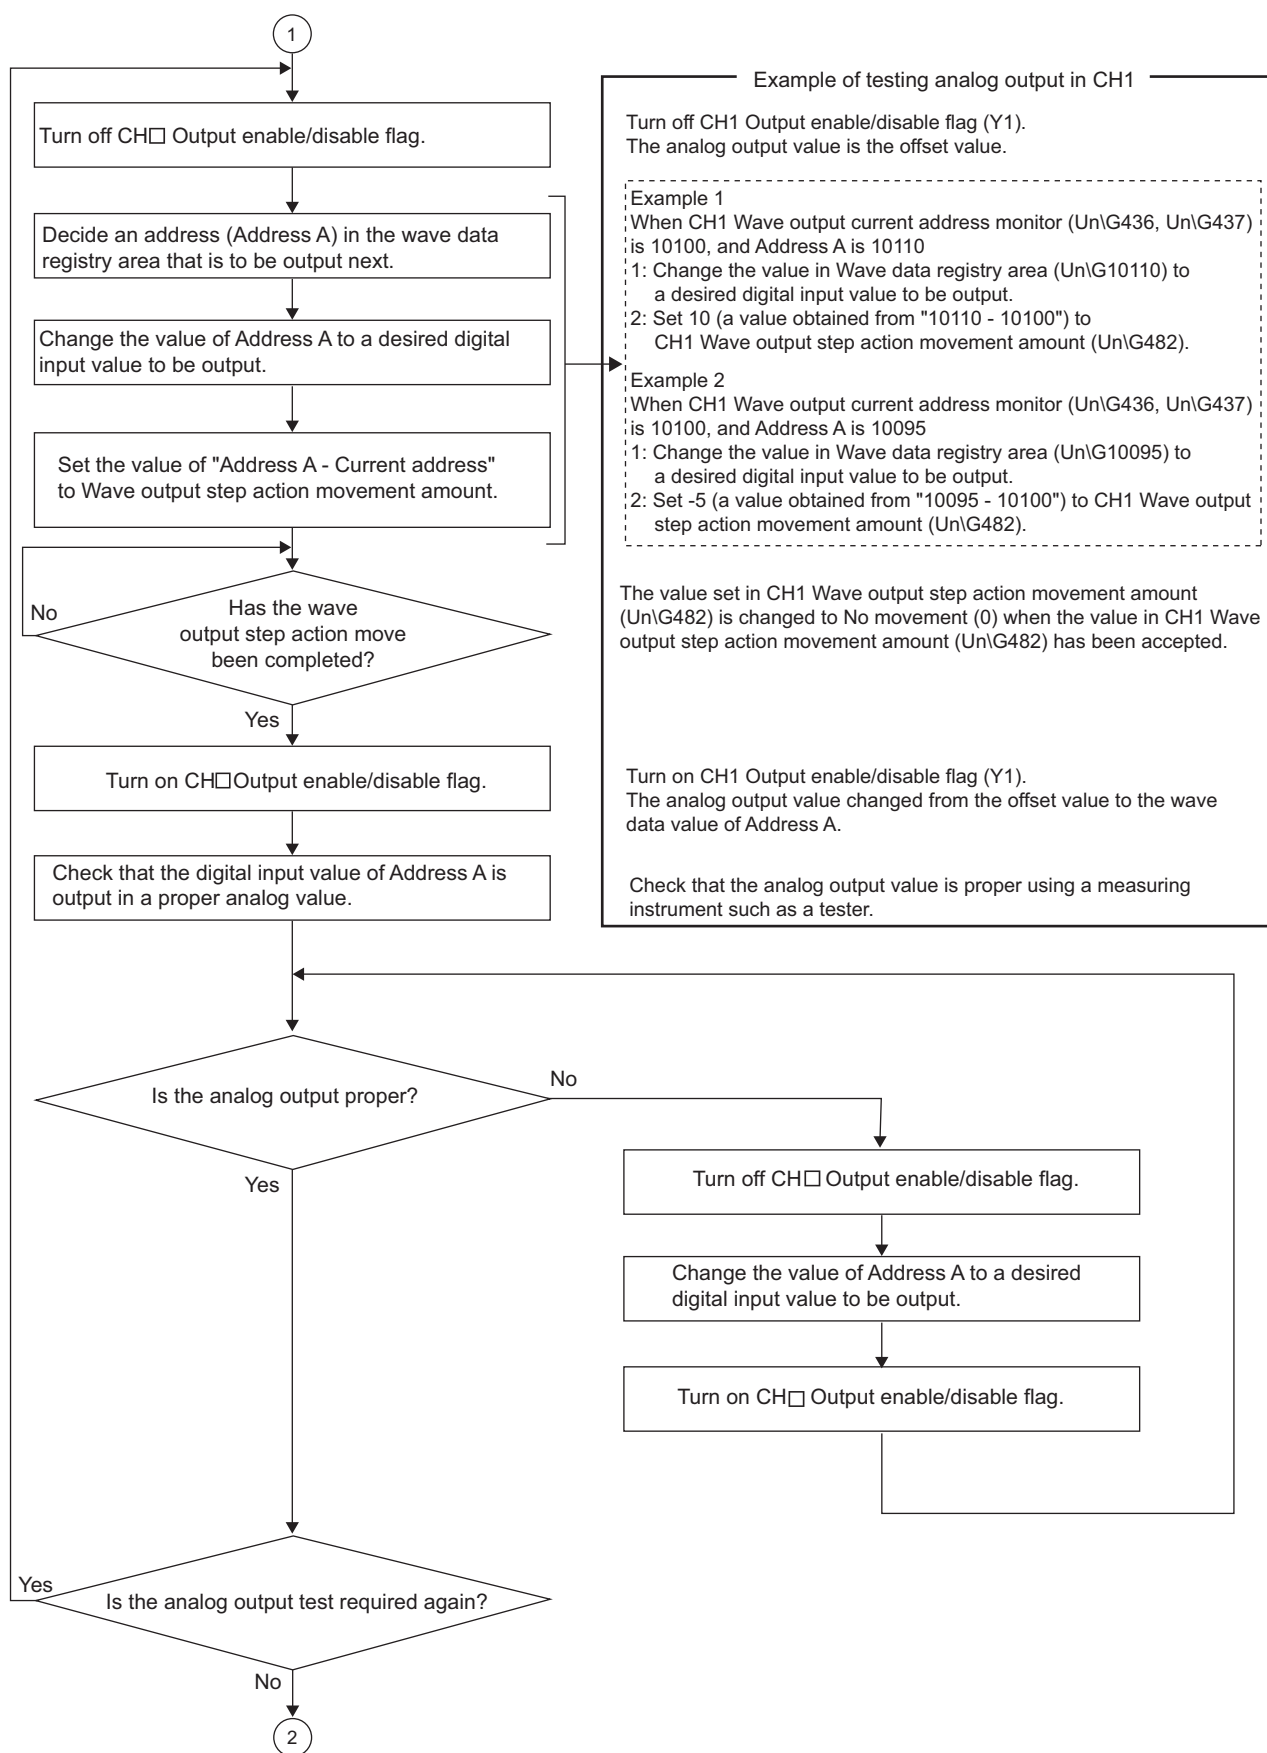 1
Turn off CH□ Output enable/disable flag.
Decide an address (Address A) in the wave data
registry area that is to be output next.
Change the value of Address A to a desired digital
input value to be output.
Set the value of "Address A - Current address"
to Wave output step action movement amount.
No
Has the wave
output step action move
been completed?
Yes
Turn on CH□Output enable/disable flag.
Check that the digital input value of Address A is
output in a proper analog value.
Example of testing analog output in CH1
Turn off CH1 Output enable/disable flag (Y1).
The analog output value is the offset value.
Example 1
When CH1 Wave output current address monitor (Un\G436, Un\G437)
is 10100, and Address A is 10110
1: Change the value in Wave data registry area (Un\G10110) to
a desired digital input value to be output.
2: Set 10 (a value obtained from "10110 - 10100") to
CH1 Wave output step action movement amount (Un\G482).
Example 2
When CH1 Wave output current address monitor (Un\G436, Un\G437)
is 10100, and Address A is 10095
1: Change the value in Wave data registry area (Un\G10095) to
a desired digital input value to be output.
2: Set -5 (a value obtained from "10095 - 10100") to CH1 Wave output
step action movement amount (Un\G482).
The value set in CH1 Wave output step action movement amount
(Un\G482) is changed to No movement (0) when the value in CH1 Wave
output step action movement amount (Un\G482) has been accepted.
Turn on CH1 Output enable/disable flag (Y1).
The analog output value changed from the offset value to the wave
data value of Address A.
Check that the analog output value is proper using a measuring
instrument such as a tester.
Is the analog output proper?
No
Yes
Turn off CH□ Output enable/disable flag.
Change the value of Address A to a desired
digital input value to be output.
Turn on CH□ Output enable/disable flag.
Yes
Is the analog output test required again?
No
2